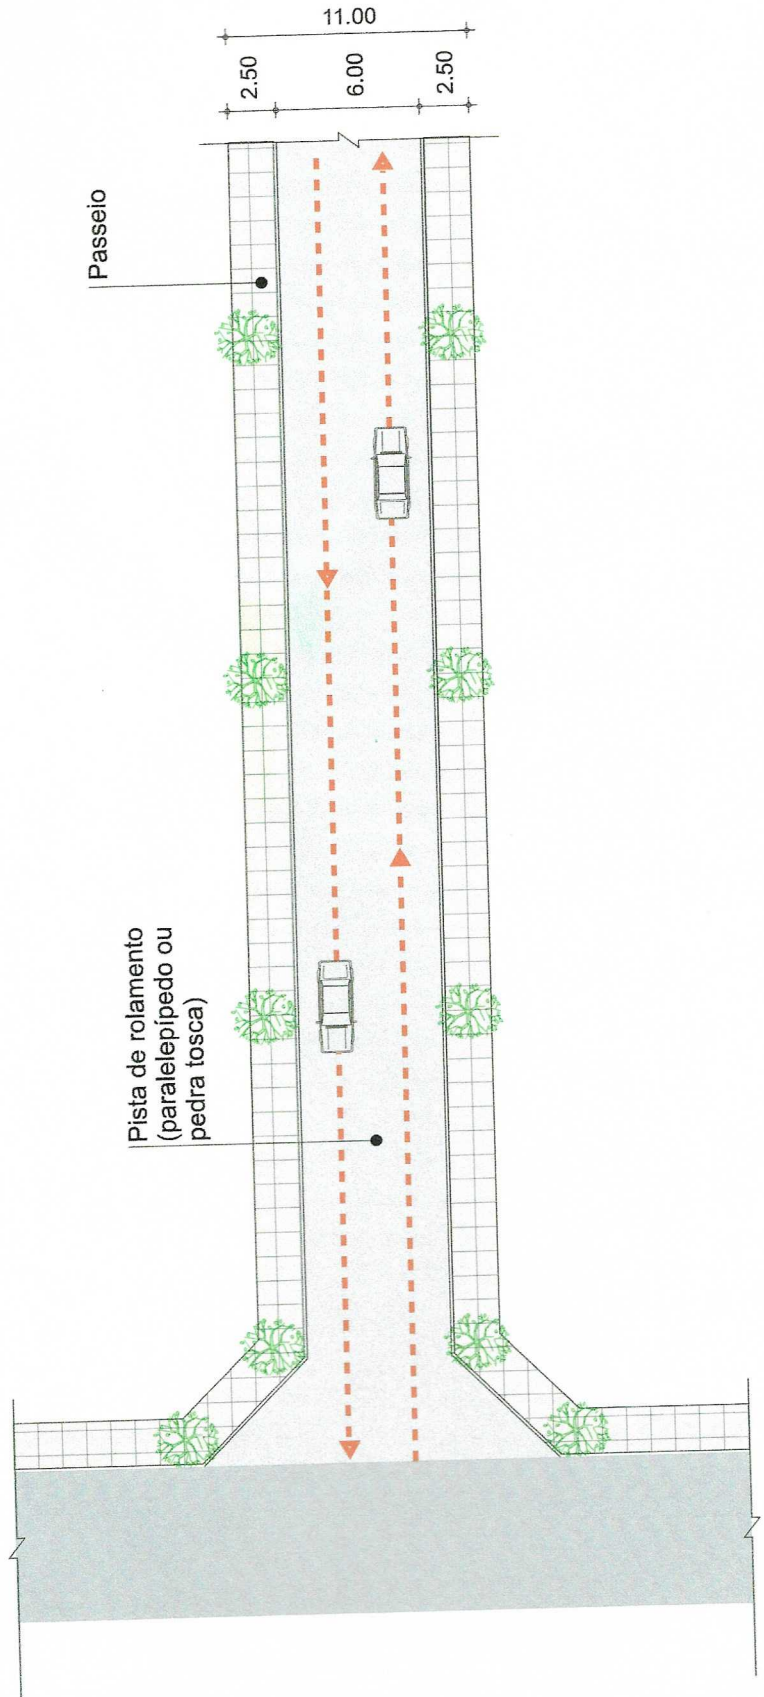 11.00
2.50
6.00
2.50
Passeio
Pista de rolamento
(paralelepípedo ou
pedra tosca)